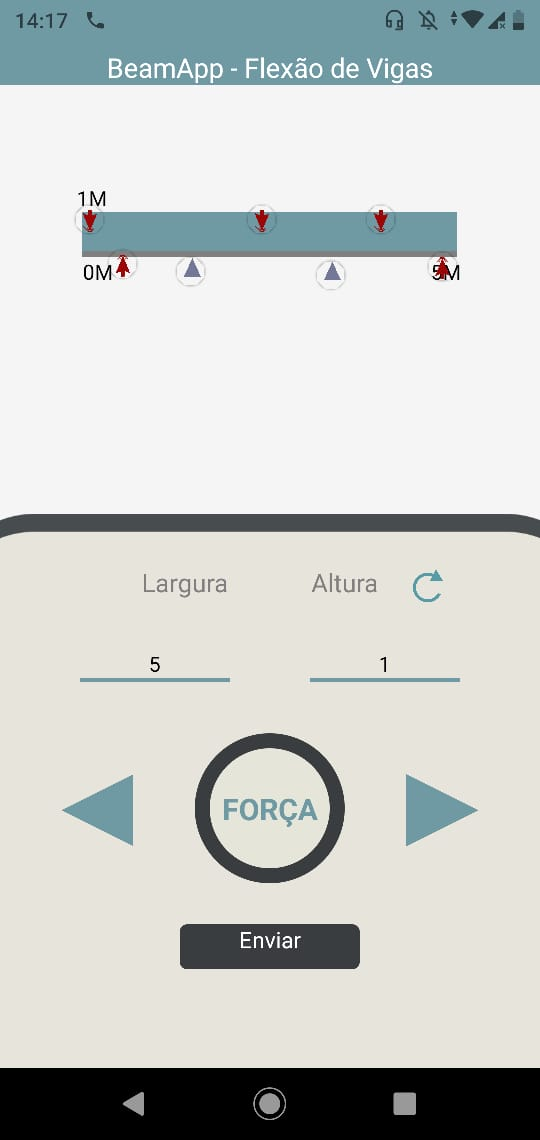 14:17
BeamApp - Flexão de Vigas
1M
0M
5M
Largura
Altura
5
1
FORÇA
Enviar